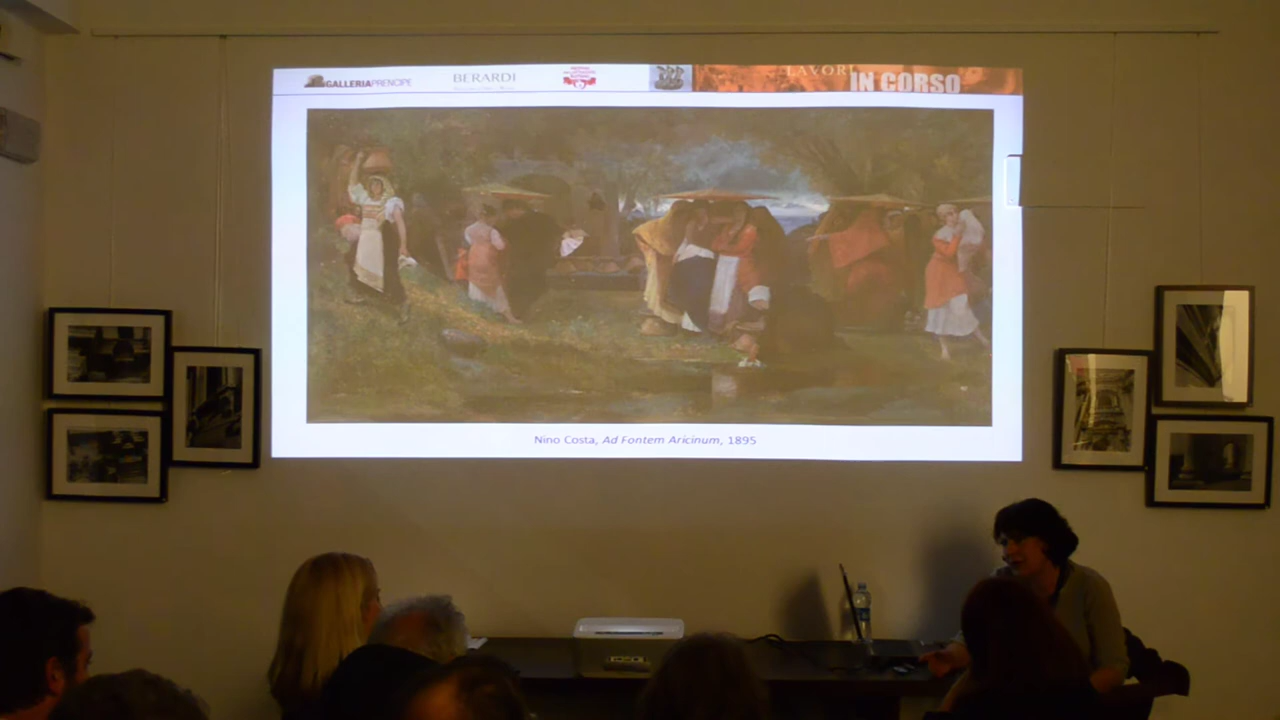 GALLERIAPRENCIPE
BERARDI
LAVORI
IN CORSO
Nino Costa, Ad Fontem Aricinum, 1895